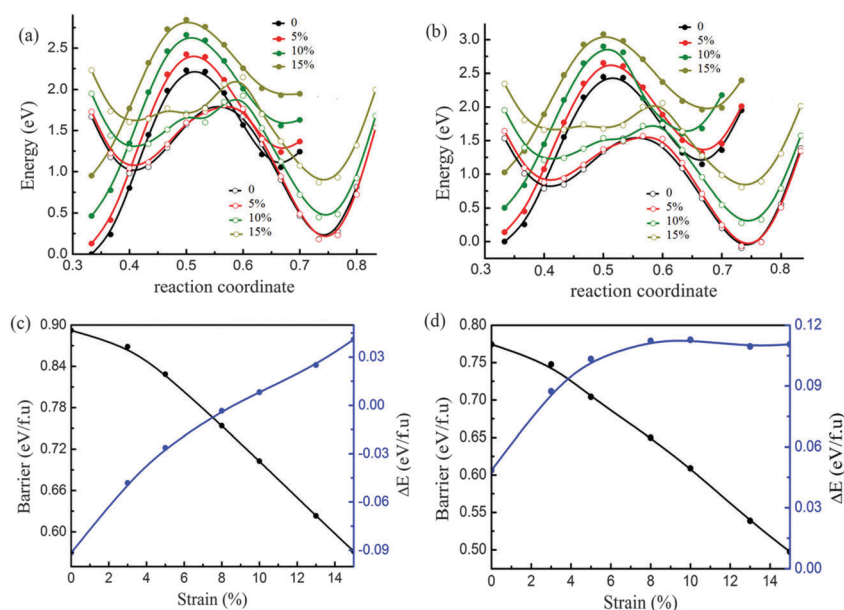 (a)
0
5%
10%
15%
0
5%
10%
15%
2.5
2.0
1.5
1.0
0.5
0.0
Energy (eV)
0.3 0.4 0.5 0.6 0.7 0.8
reaction coordinate
(b)
0
5%
10%
15%
0
5%
10%
15%
3.0
2.5
2.0
1.5
1.0
0.5
0.0
Energy (eV)
0.3 0.4 0.5 0.6 0.7 0.8
reaction coordinate
(c)
0.90
0.84
0.78
0.72
0.66
0.60
Barrier (eV/f.u)
0.03
0.00
-0.03
-0.06
-0.09
ΔE (eV/f.u)
0 2 4 6 8 10 12 14
Strain (%)
(d)
0.80
0.75
0.70
0.65
0.60
0.55
0.50
Barrier (eV/f.u)
0.12
0.09
0.06
0.03
0.00
ΔE (eV/f.u)
0 2 4 6 8 10 12 14
Strain (%)